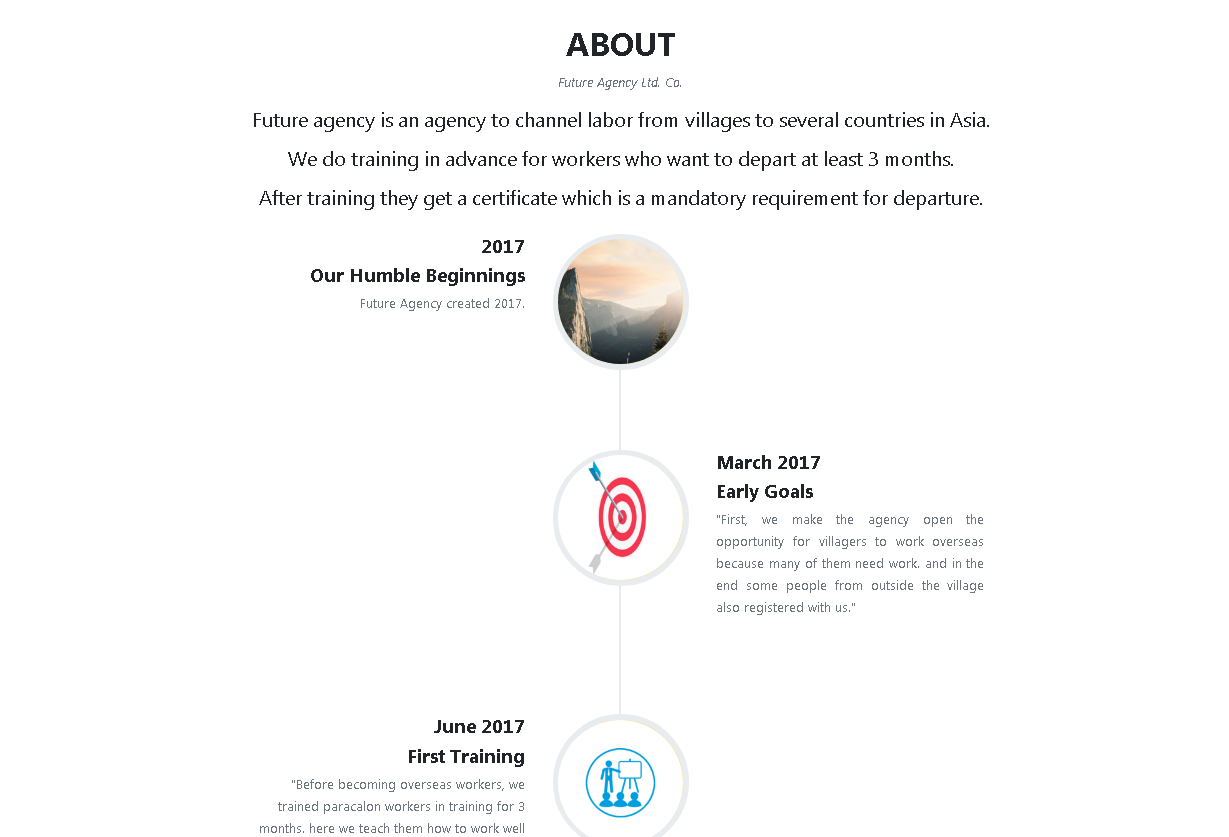 ABOUT
Future Agency Ltd. Co.
Future agency is an agency to channel labor from villages to several countries in Asia.
We do training in advance for workers who want to depart at least 3 months.
After training they get a certificate which is a mandatory requirement for departure.
2017
Our Humble Beginnings
Future Agency created 2017.
March 2017
Early Goals
"First, we make the agency open the
opportunity for villagers to work overseas
because many of them need work. and in the
end some people from outside the village
also registered with us."
June 2017
First Training
"Before becoming overseas workers, we
trained paracalon workers in training for 3
months. here we teach them how to work well